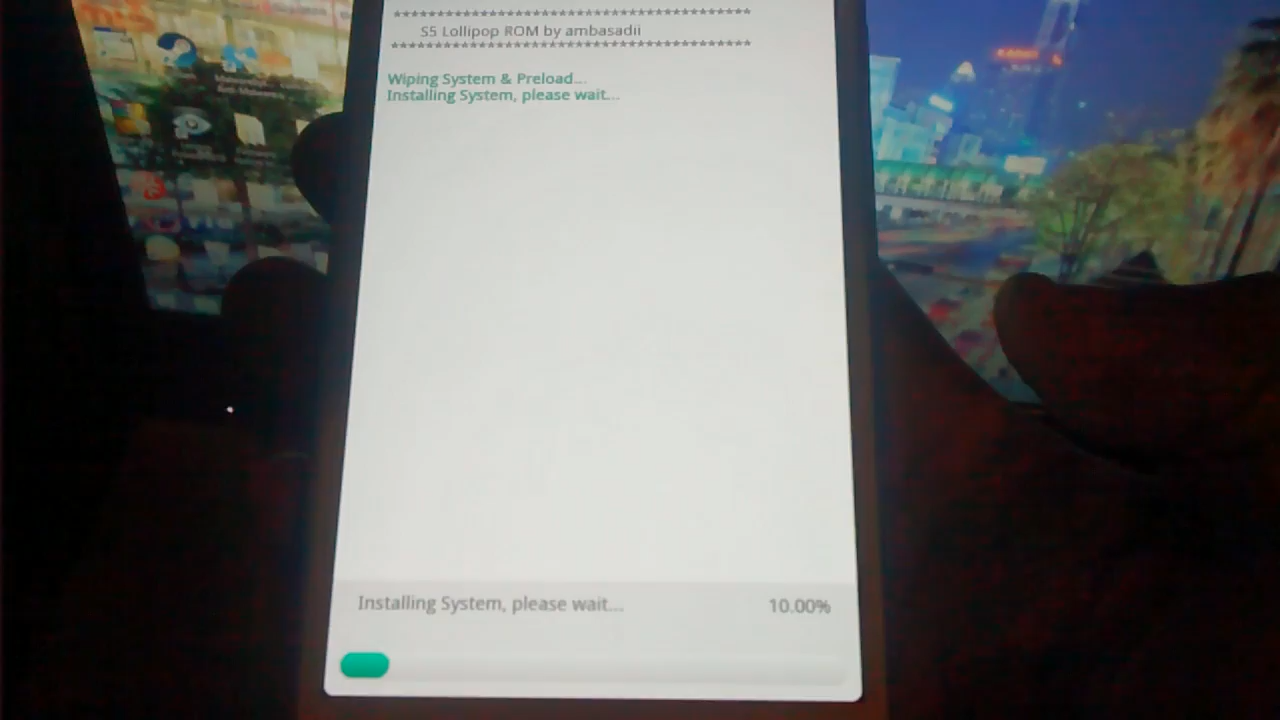 ***************************************************
S5 Lollipop ROM by ambasadii
***************************************************
Wiping System & Preload...
Installing System, please wait...
Installing System, please wait...
10.00%